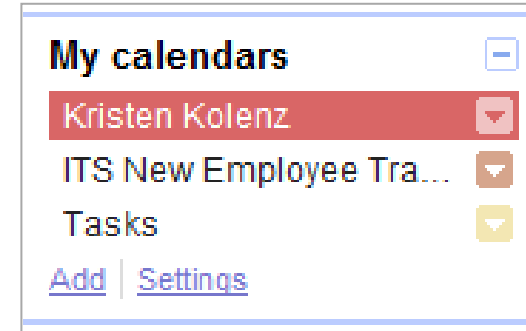 My calendars
Kristen Kolenz
ITS New Employee Tra...
Tasks
Add Settings